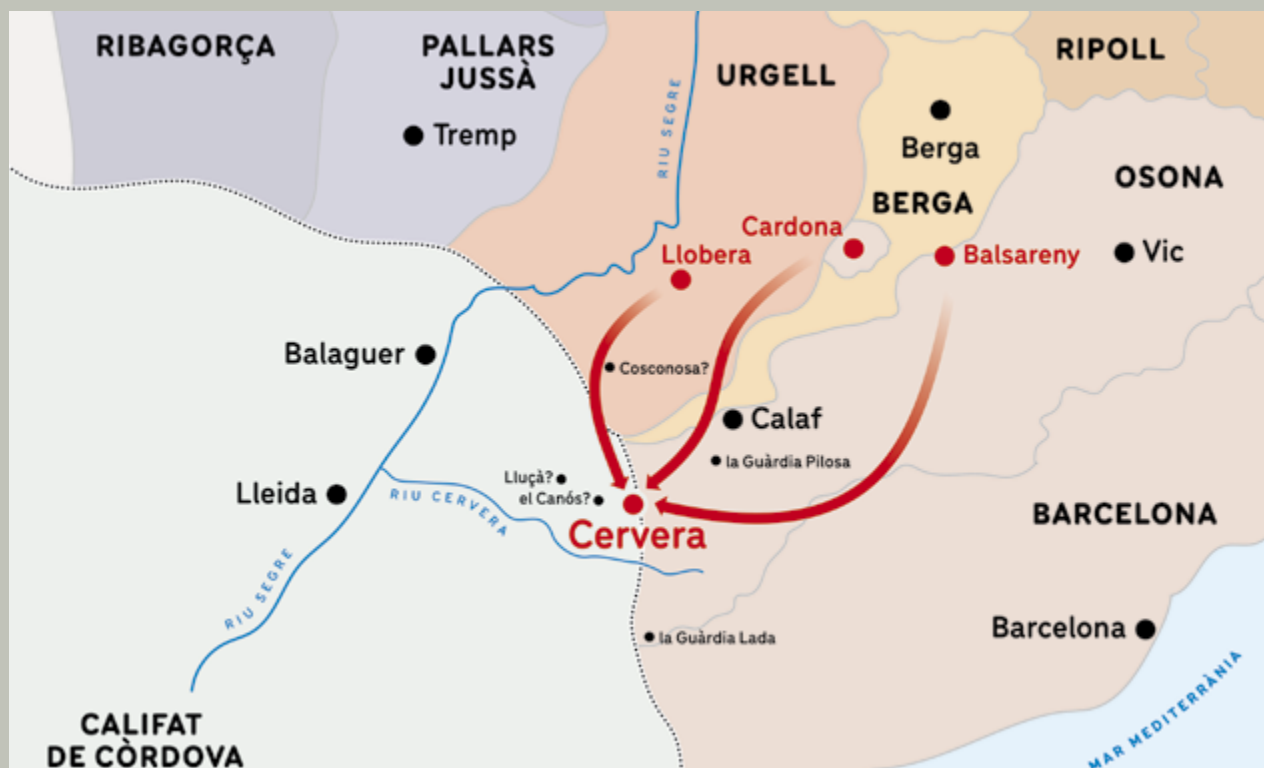 RIBAGORÇA
PALLARS
JUSSÀ
Tremp
URGELL
RIU SEGRE
RIPOLL
Berga
BERGA
OSONA
Vic
Cardona
Llobera
Balsareny
Balaguer
Cosconosa?
Calaf
la Guàrdia Pilosa
Lluçà?
el Canós?
Lleida
RIU CERVERA
Cervera
BARCELONA
RIU SEGRE
la Guàrdia Lada
Barcelona
MAR MEDITERRÀNIA
CALIFAT
DE CÒRDOVA